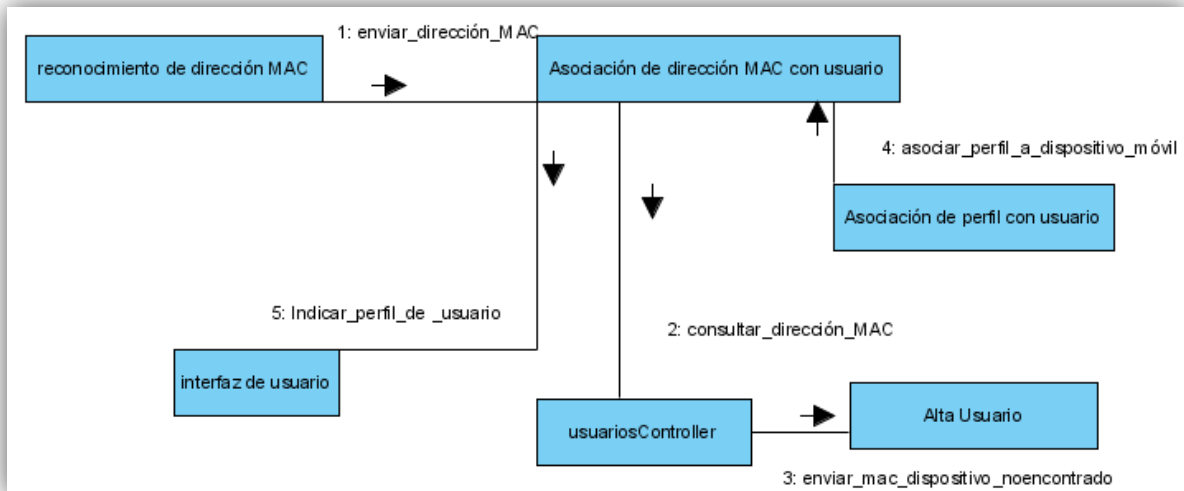 1: enviar_dirección_MAC
reconocimiento de dirección MAC
Asociación de dirección MAC con usuario
4: asociar_perfil_a_dispositivo_móvil
Asociación de perfil con usuario
5: Indicar_perfil_de _usuario
2: consultar_dirección_MAC
interfaz de usuario
usuariosController
Alta Usuario
3: enviar_mac_dispositivo_noencontrado